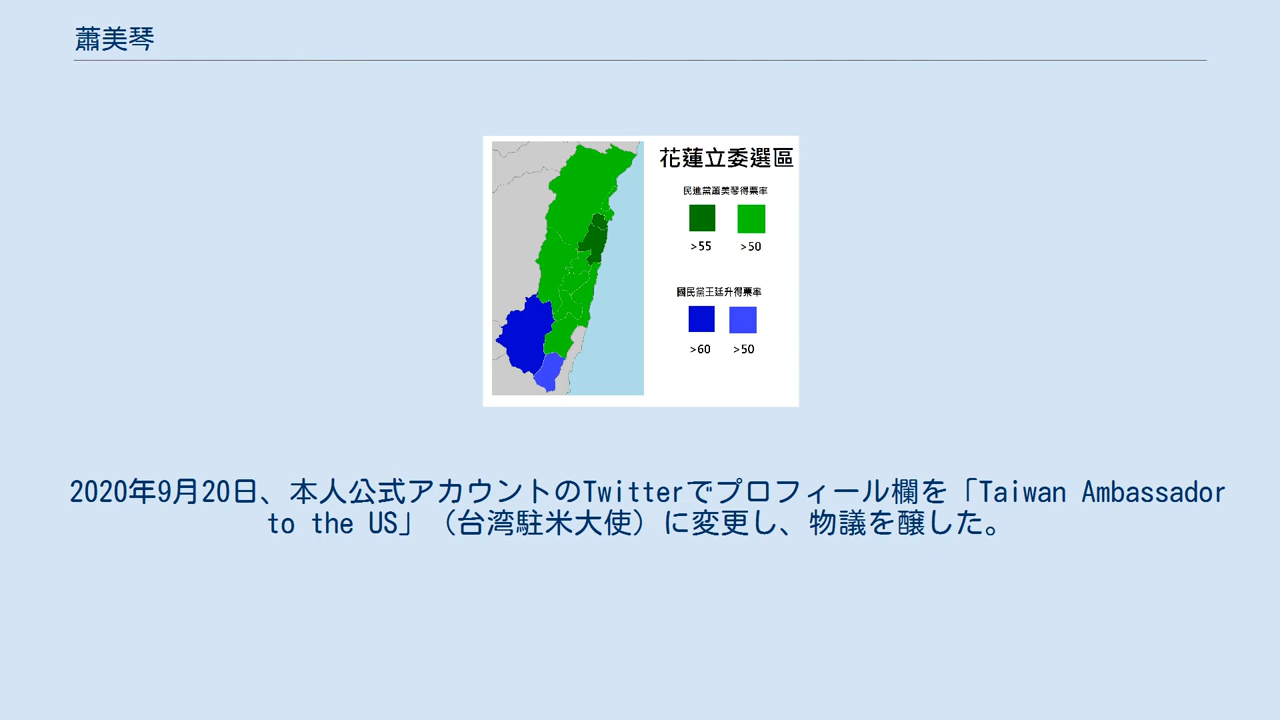 蕭美琴
花蓮立委選區
民進黨蕭美琴得票率
>55 >50
國民黨王廷升得票率
>60 >50
2020年9月20日、本人公式アカウントのTwitterでプロフィール欄を「Taiwan Ambassador
to the US」（台湾駐米大使）に変更し、物議を醸した。